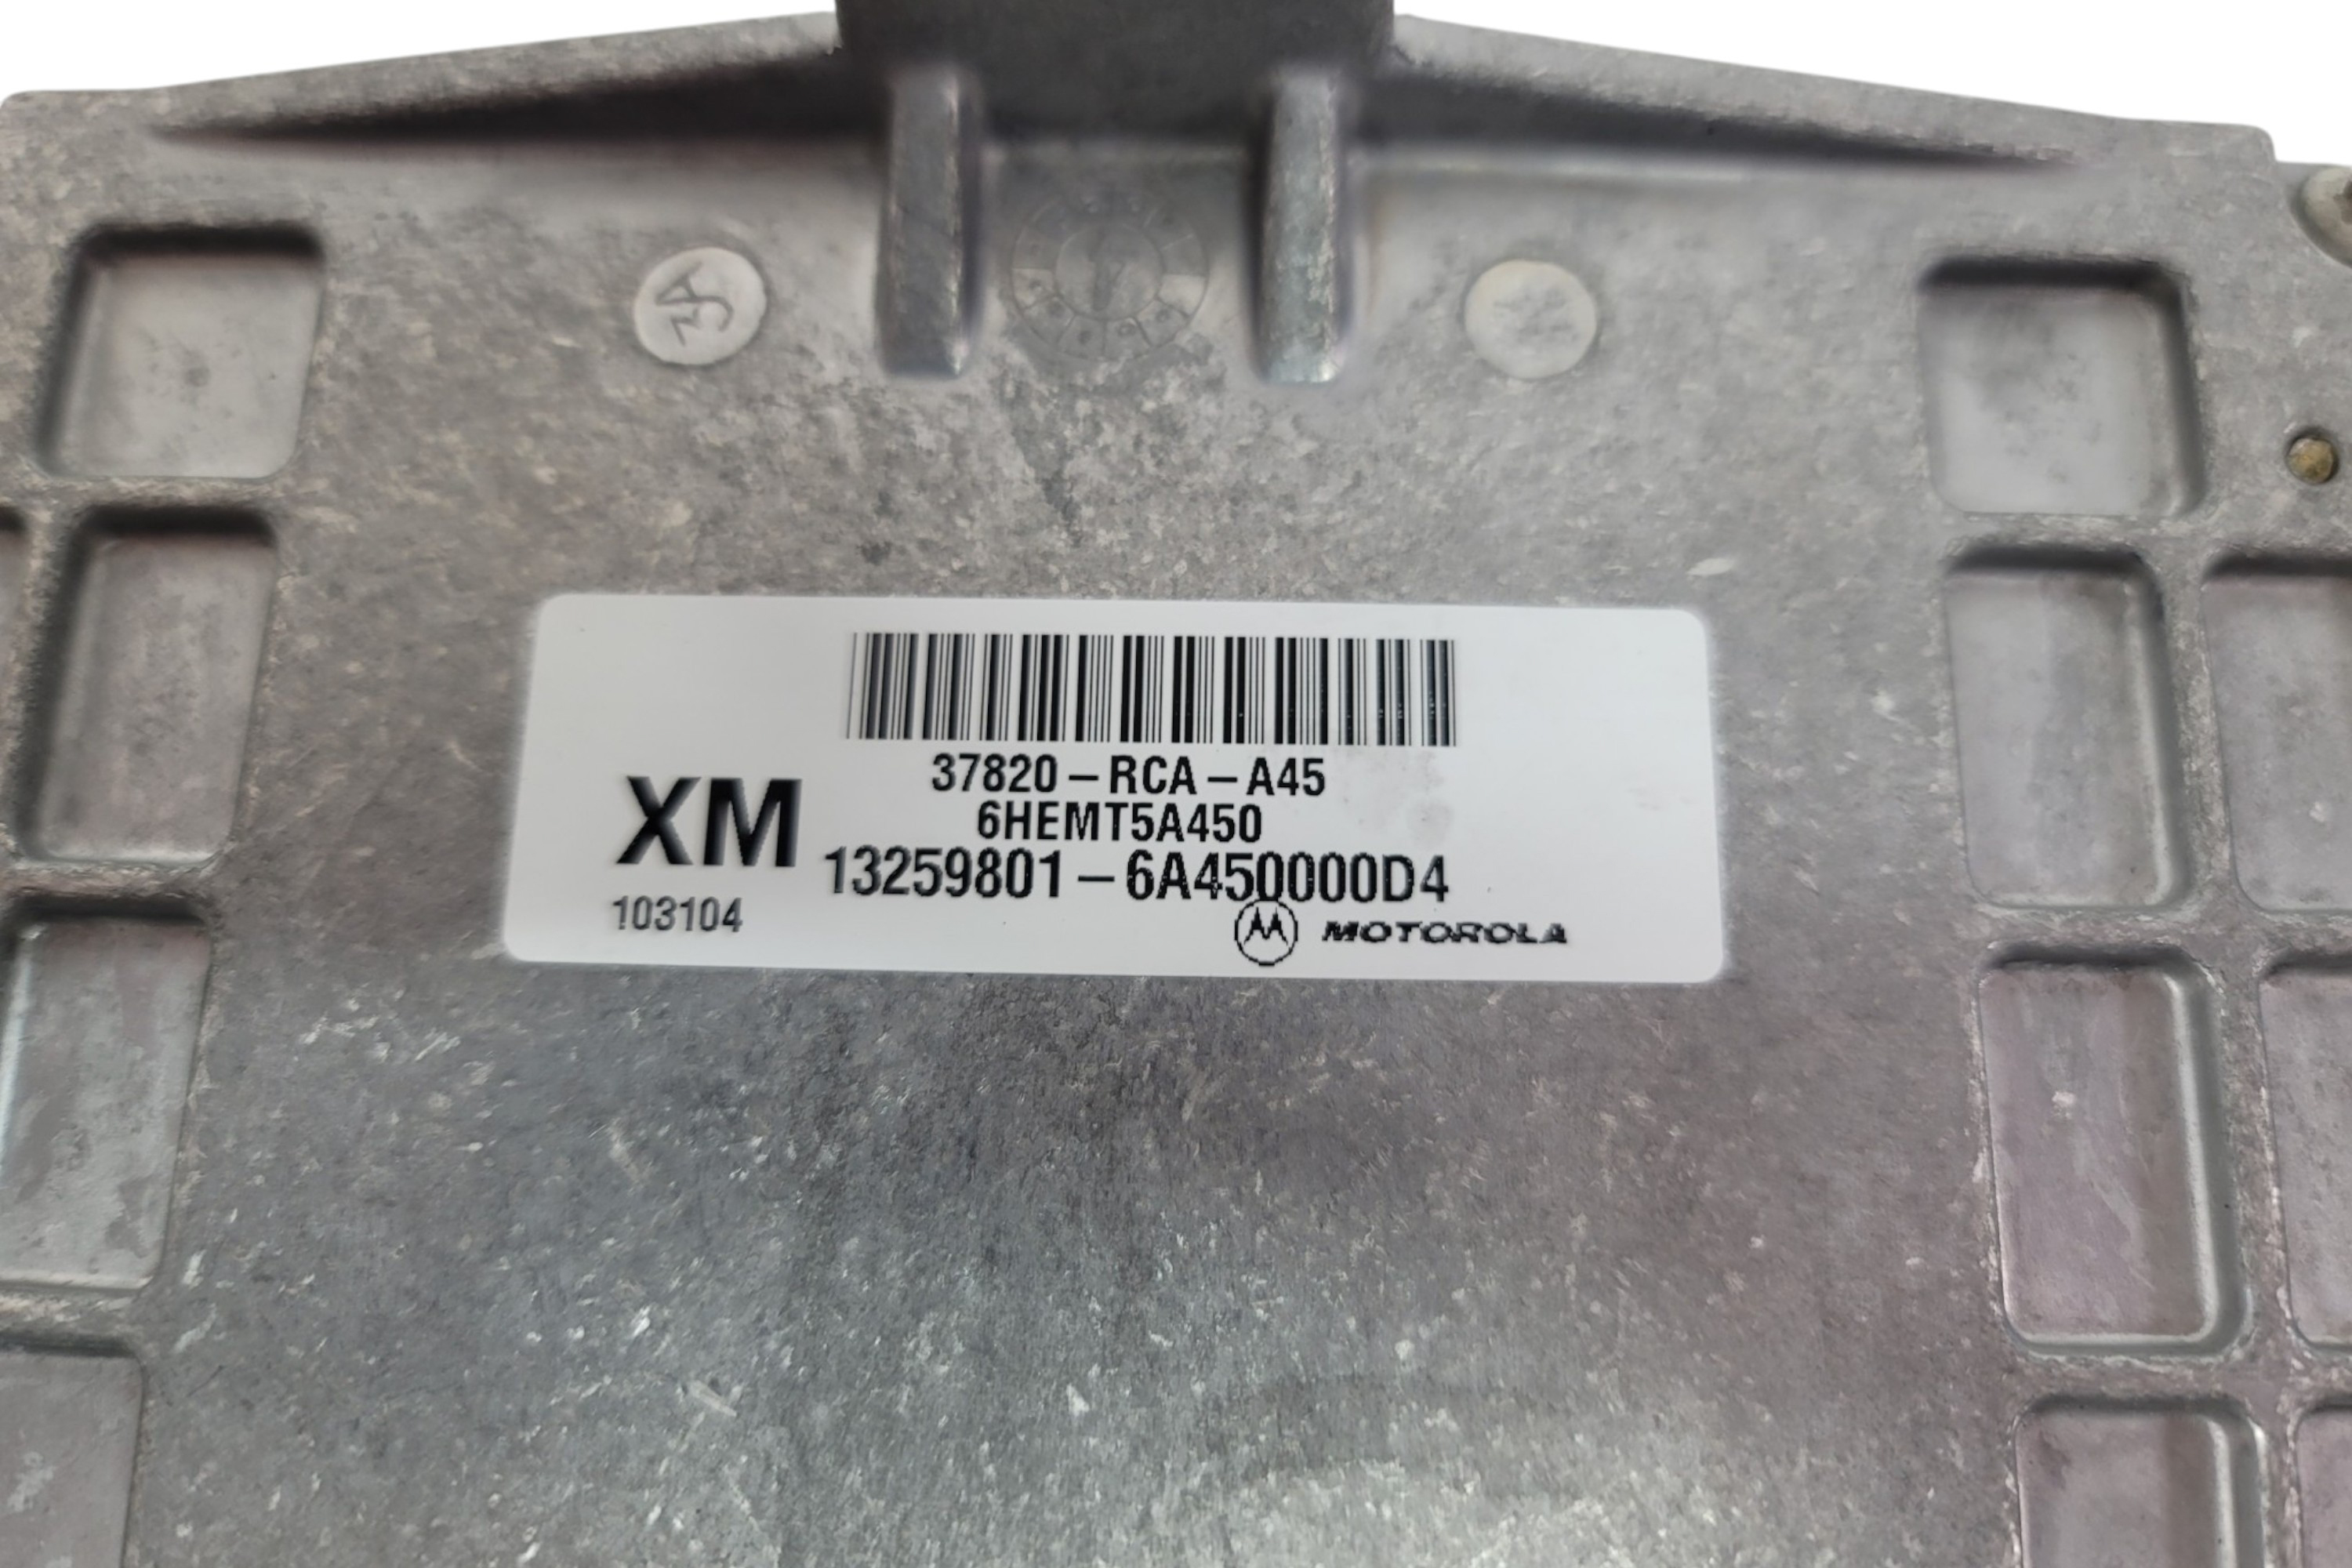 37820-RCA-A45
XM
6HEMT5A450
13259801-6A450000D4
103104
MOTOROLA